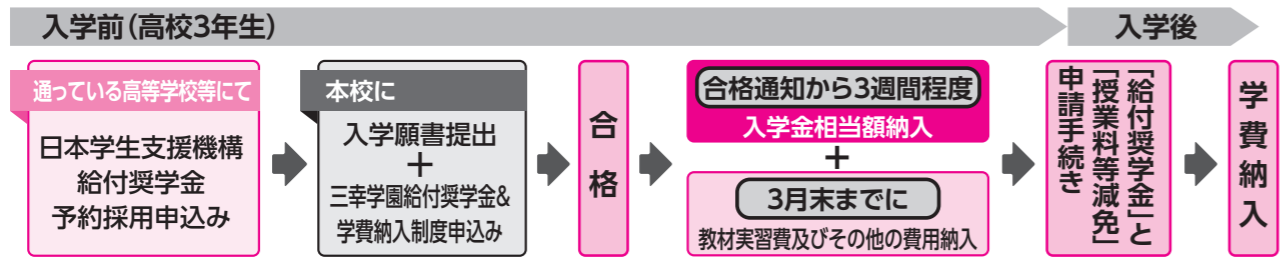 入学前(高校3年生)
入学後
通っている高等学校等にて
日本学生支援機構
給付奨学金
予約採用申込み
本校に
入学願書提出
+
三幸学園給付奨学金&
学費納入制度申込み
合格
合格通知から3週間程度
入学金相当額納入
+
3月末までに
教材実習費及びその他の費用納入
「給付奨学金」と
「授業料等減免」
申請手続き
学費納入